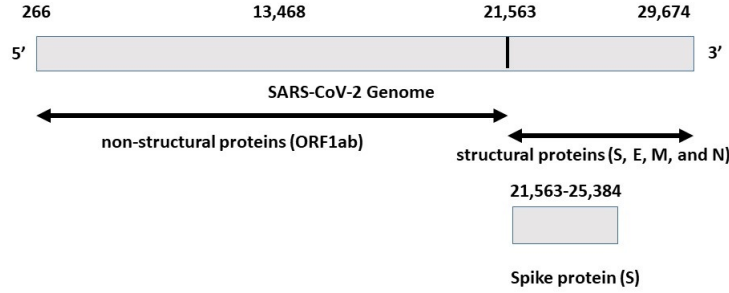 266 13,468 21,563 29,674
5’ 3’
SARS-CoV-2 Genome
non-structural proteins (ORF1ab)
structural proteins (S, E, M, and N)
21,563-25,384
Spike protein (S)